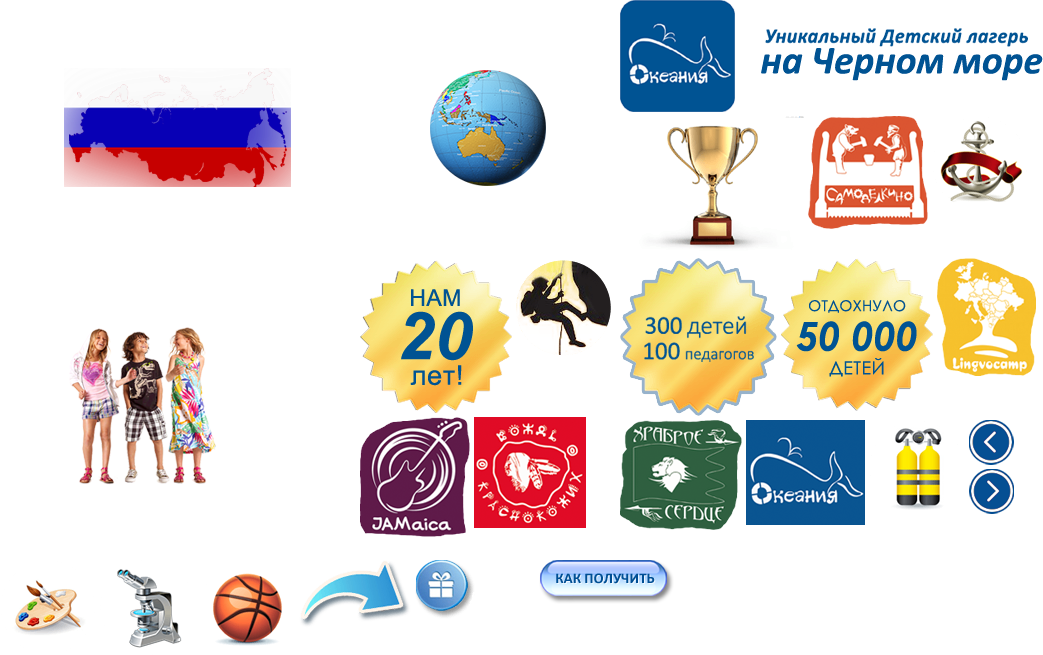 Уникальный Детский лагерь
на Черном море
Океания
САМОДЕЛКИНО
НАМ
20
лет!
300 детей
100 педагогов
ОТДОХНУЛО
50 000
ДЕТЕЙ
Lingvocamp
JAMaica
ВОЖДЬ
КРАСНОКОЖИХ
ХРАБРОЕ
СЕРДЦЕ
Океания
КАК ПОЛУЧИТЬ